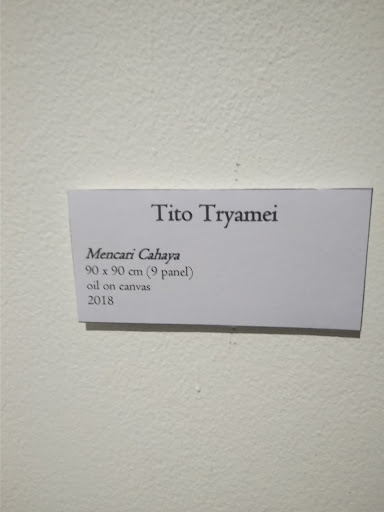 Tito Tryamei
Mencari Cahaya
90 x 90 cm (9 panel)
oil on canvas
2018